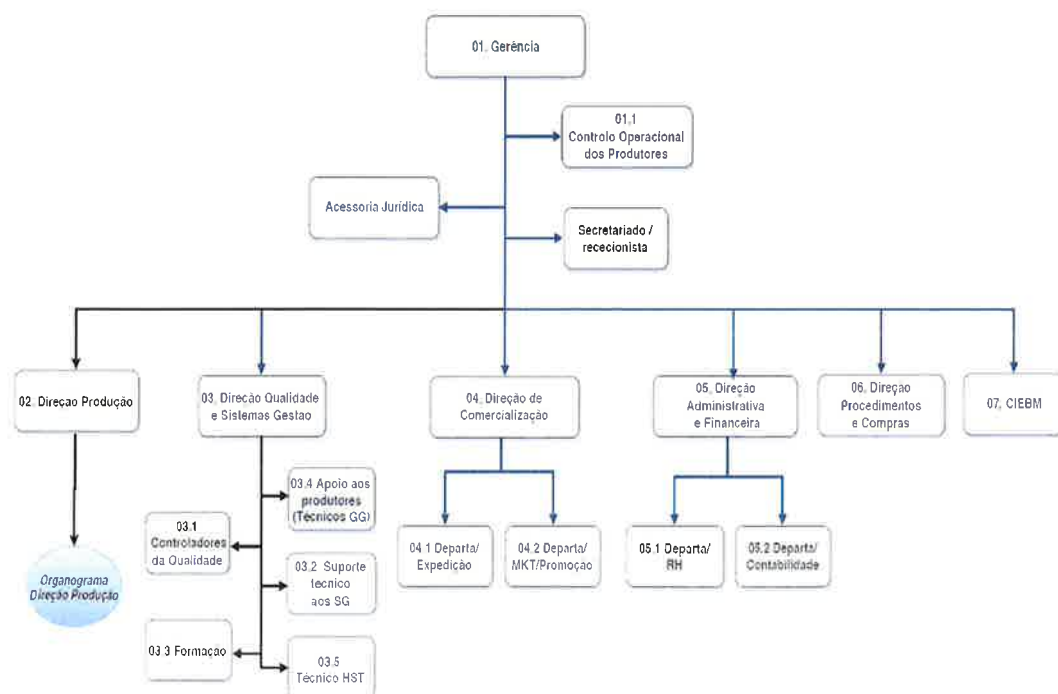 01. Gerência
01.1
Controlo Operacional
dos Produtores
Acessoria Jurídica
Secretariado /
rececionista
02. Direção Produção
03. Direcão Qualidade
e Sistemas Gestao
04. Direção de
Comercialização
05. Direção
Administrativa
e Financeira
06. Direção
Procedimentos
e Compras
07. CIEBM
03.4 Apoio aos
produtores
(Técnicos GG)
03.1
Controladores
da Qualidade
03.2 Suporte
técnico
aos SG
03.3 Formação
03.5
Técnico HST
04.1 Departa/
Expedição
04.2 Departa/
MKT/Promoção
05.1 Departa/
RH
05.2 Departa/
Contabilidade
Organograma
Direção Produção